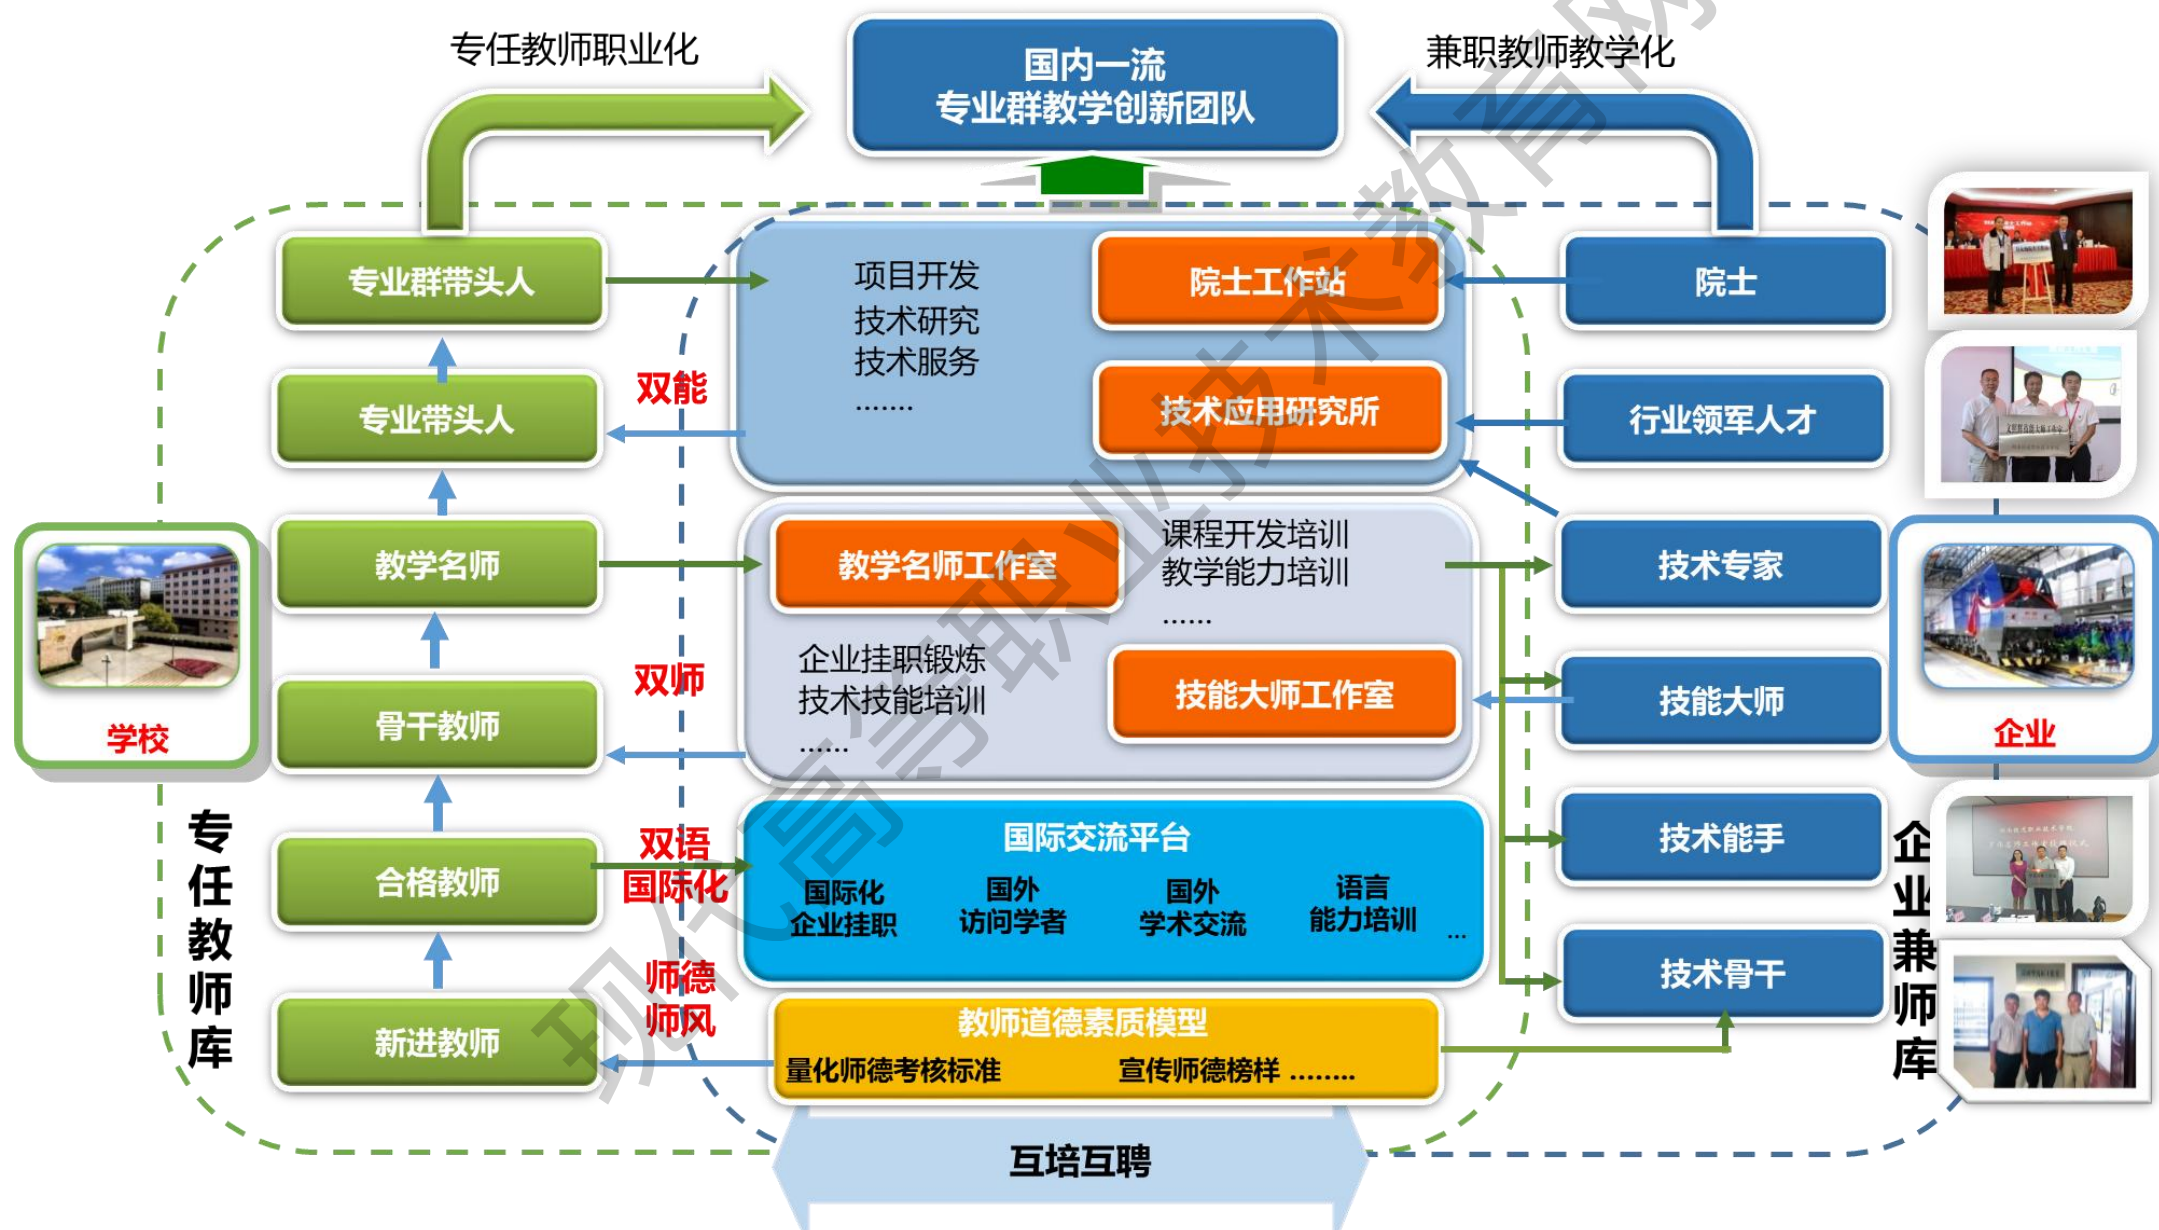 专任教师职业化
国内一流
专业群教学创新团队
兼职教师教学化
专业群带头人
专业带头人
教学名师
骨干教师
合格教师
新进教师
学校
专任教师库
双能
双师
双语
国际化
师德
师风
项目开发
技术研究
技术服务
.......
院士工作站
技术应用研究所
教学名师工作室
课程开发培训
教学能力培训
......
企业挂职锻炼
技术技能培训
......
技能大师工作室
国际交流平台
国际化
企业挂职
国外
访问学者
国外
学术交流
语言
能力培训
...
教师道德素质模型
量化师德考核标准
宣传师德榜样 ........
互培互聘
院士
行业领军人才
技术专家
技能大师
技术能手
技术骨干
企业
企业兼师库
现代高等职业技术教育网